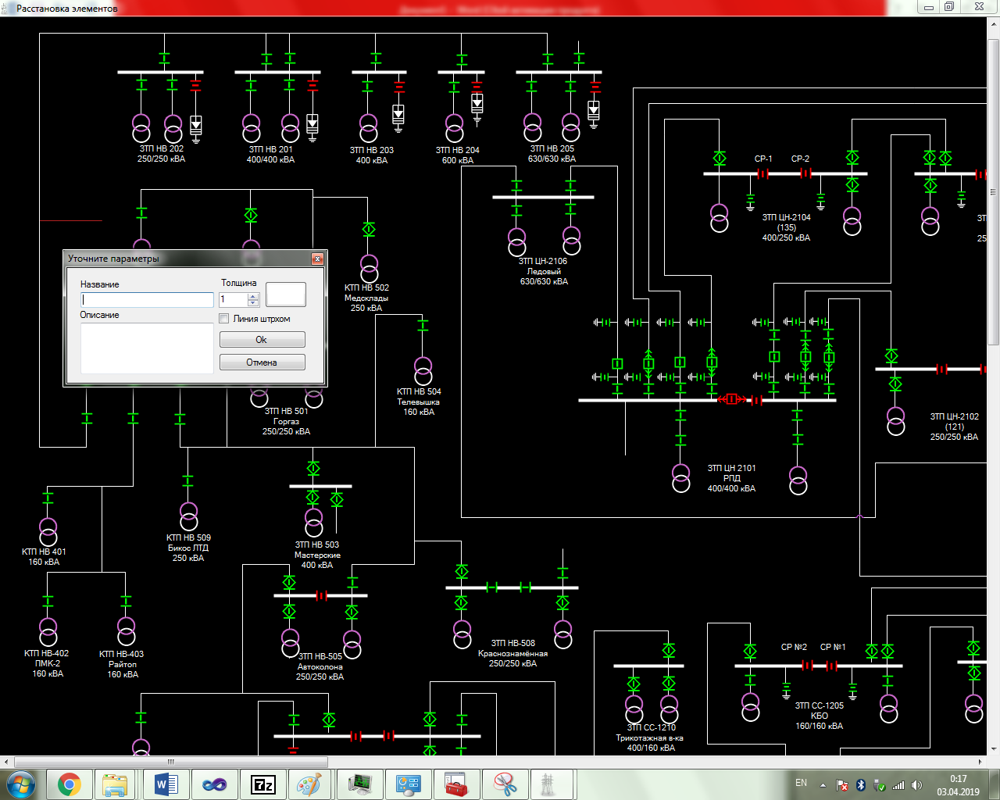 Расстановка элементов
ЗТП НВ 202
250/250 кВА
ЗТП НВ 201
400/400 кВА
ЗТП НВ 203
400 кВА
ЗТП НВ 204
600 кВА
ЗТП НВ 205
630/630 кВА
СР-1
СР-2
ЗТП ЦН-2104
(135)
400/250 кВА
ЗТП ЦН-2106
Ледовый
630/630 кВА
КТП НВ 502
Медсклады
250 кВА
Уточните параметры
Название
Толщина
1
Описание
Линия штрхом
Ok
Отмена
КТП НВ 504
Телевышка
160 кВА
ЗТП НВ 501
Горгаз
250/250 кВА
ЗТП ЦН-2102
(121)
250/250 кВА
ЗТП ЦН 2101
РПД
400/400 кВА
КТП НВ 401
160 кВА
КТП НВ 509
Бикос ЛТД
250 кВА
ЗТП НВ 503
Мастерские
400 кВА
КТП НВ-402
ПМК-2
160 кВА
КТП НВ-403
Райтоп
160 кВА
ЗТП НВ-505
Автоколона
250/250 кВА
ЗТП НВ-508
Краснознамённая
250/250 кВА
СР №2
СР №1
ЗТП СС-1205
КБО
160/160 кВА
ЗТП СС-1210
Трикотажная в-ка
400/160 кВА
EN
0:17
03.04.2019